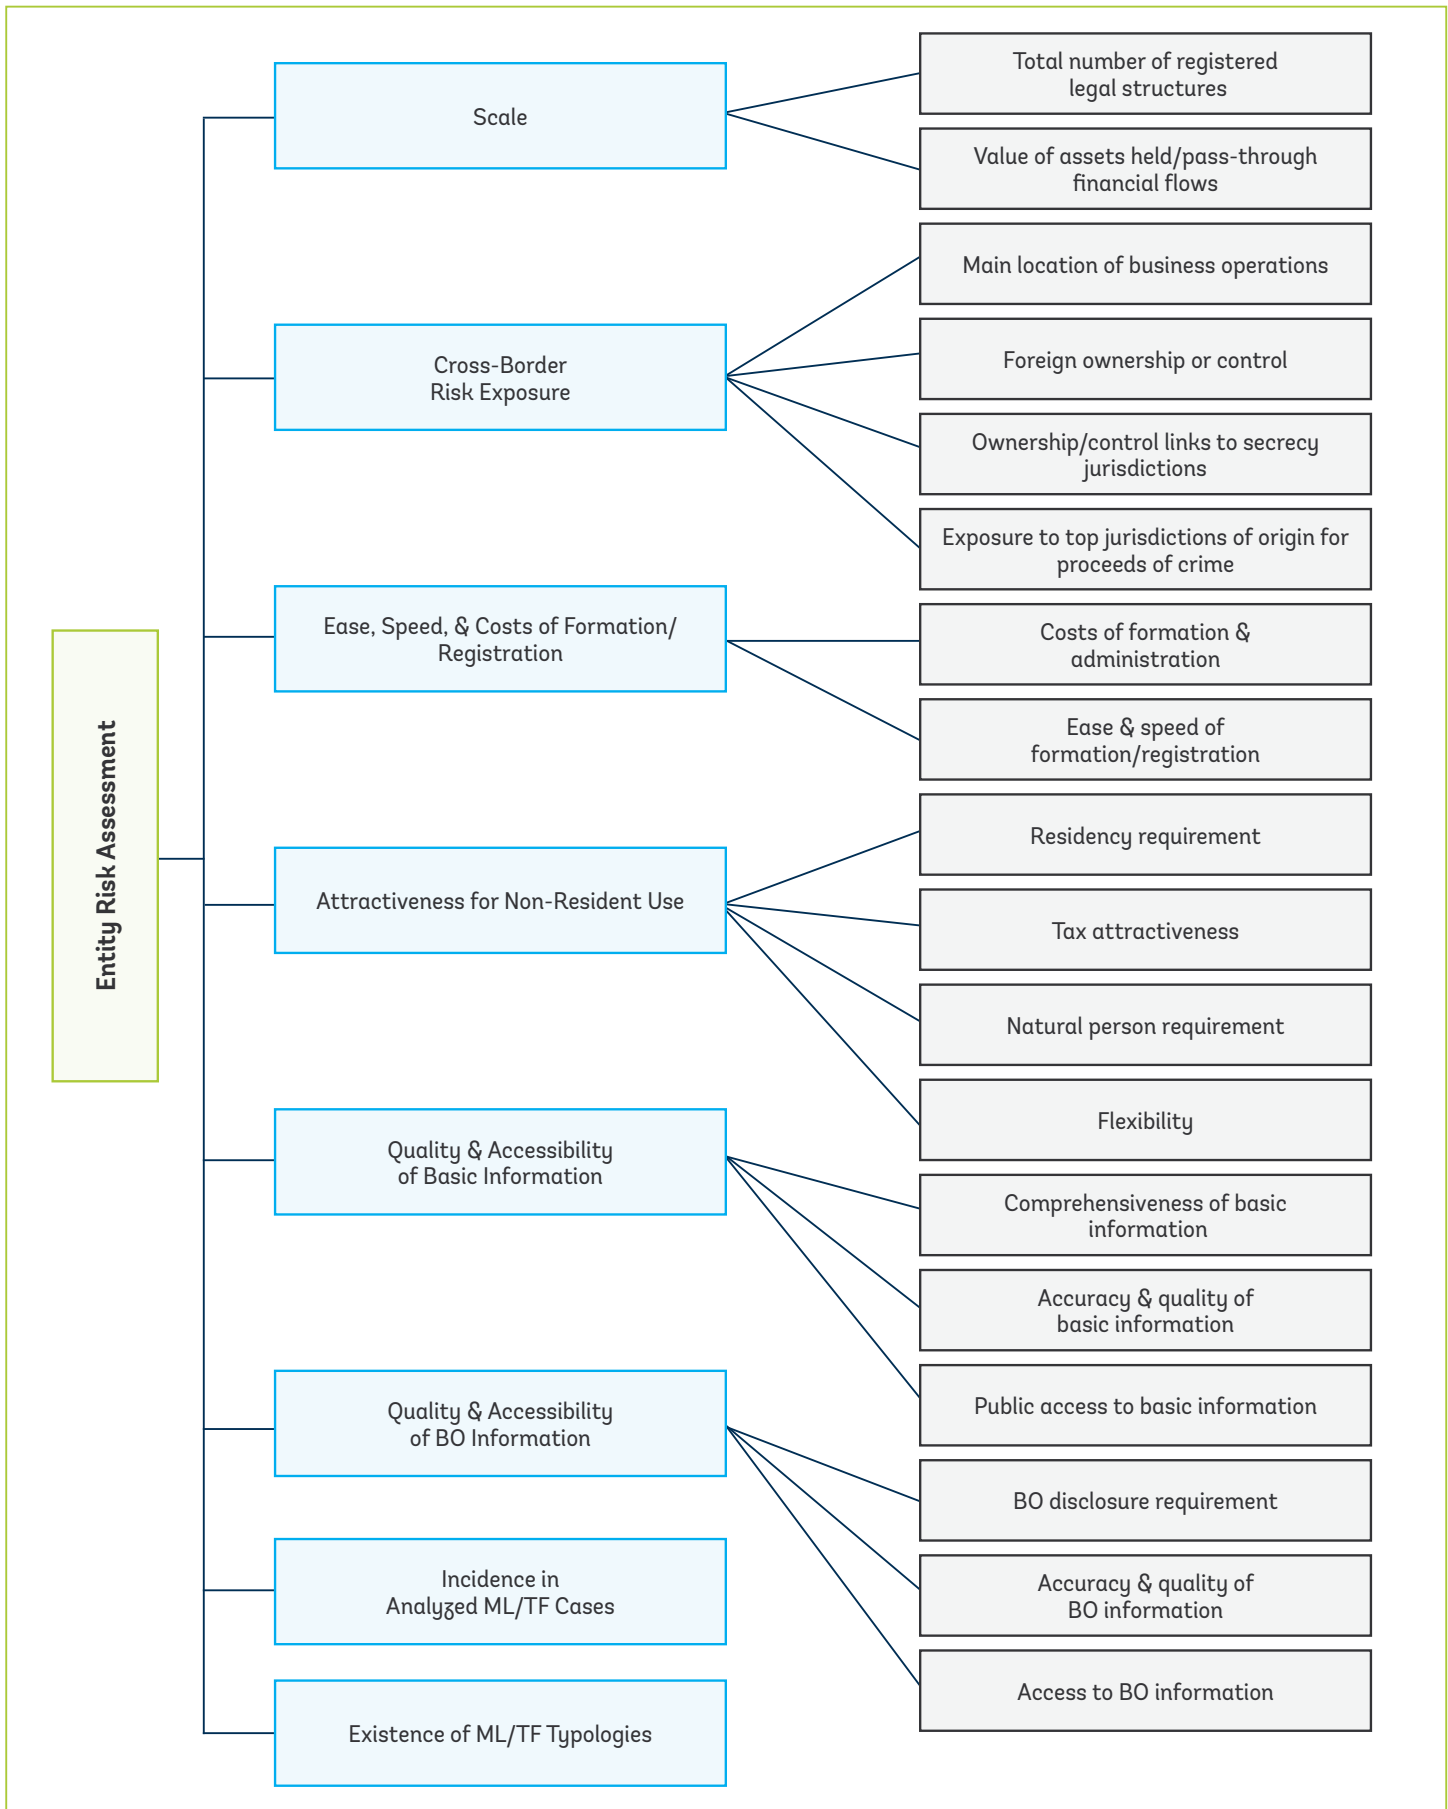 Entity Risk Assessment
Scale
Total number of registered
legal structures
Value of assets held/pass-through
financial flows
Cross-Border
Risk Exposure
Main location of business operations
Foreign ownership or control
Ownership/control links to secrecy
jurisdictions
Exposure to top jurisdictions of origin for
proceeds of crime
Ease, Speed, & Costs of Formation/
Registration
Costs of formation &
administration
Ease & speed of
formation/registration
Attractiveness for Non-Resident Use
Residency requirement
Tax attractiveness
Natural person requirement
Flexibility
Quality & Accessibility
of Basic Information
Comprehensiveness of basic
information
Accuracy & quality of
basic information
Public access to basic information
Quality & Accessibility
of BO Information
BO disclosure requirement
Accuracy & quality of
BO information
Access to BO information
Incidence in
Analyzed ML/TF Cases
Existence of ML/TF Typologies